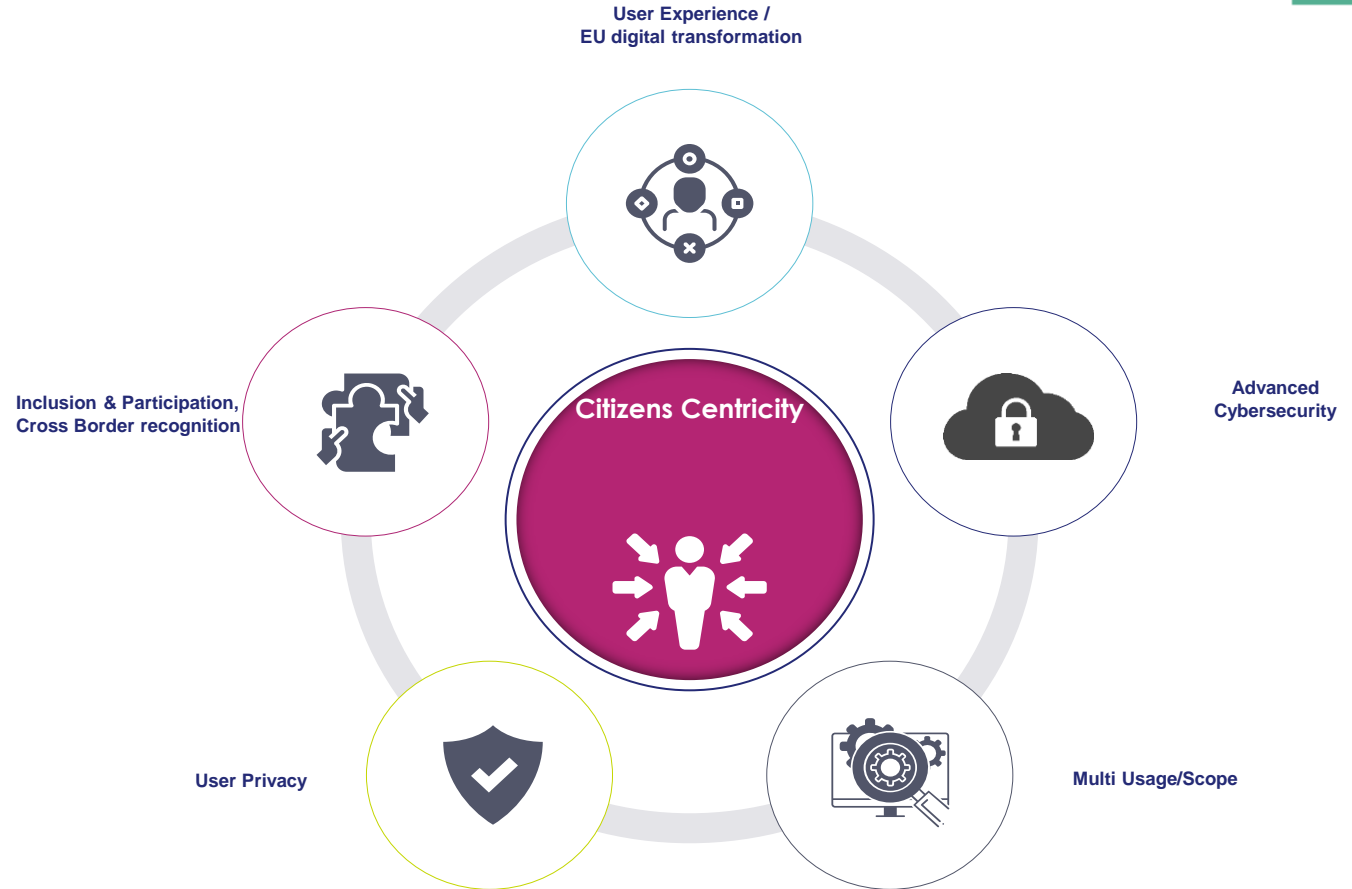 User Experience /
EU digital transformation
Inclusion & Participation,
Cross Border recognition
Citizens Centricity
Advanced
Cybersecurity
User Privacy
Multi Usage/Scope